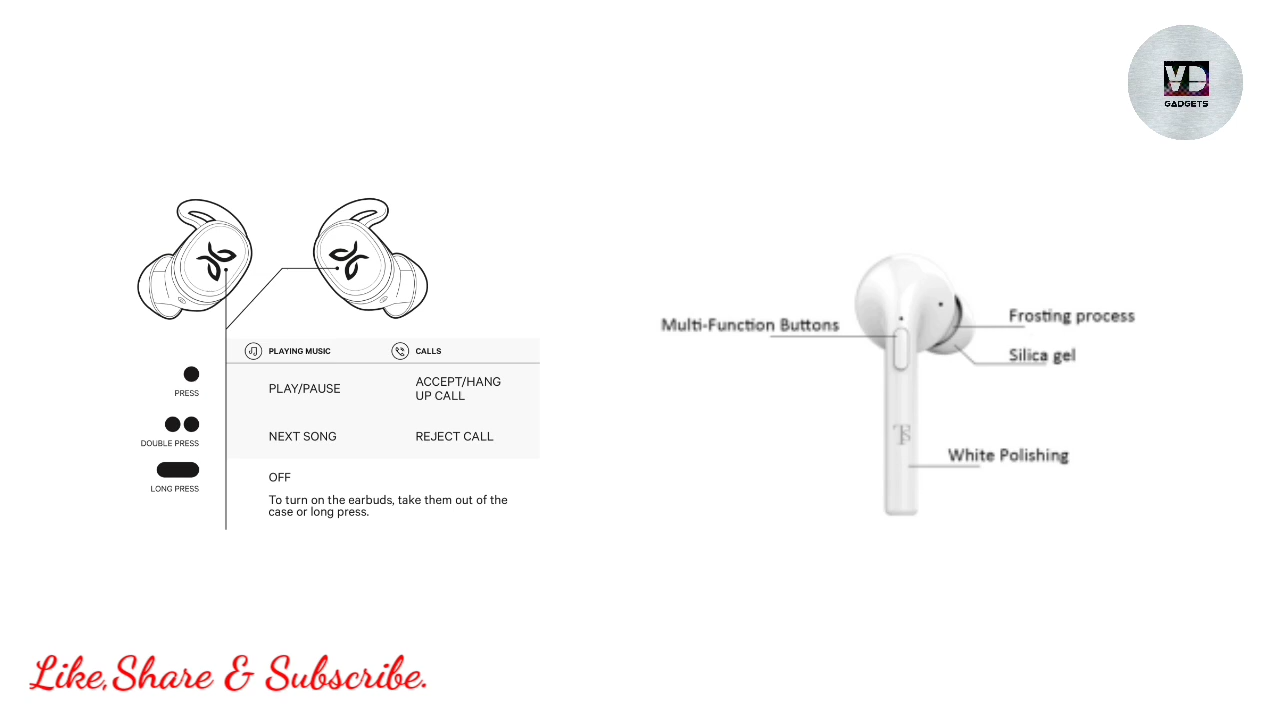 VD
GADGETS
PLAYING MUSIC
CALLS
PRESS
PLAY/PAUSE
ACCEPT/HANG
UP CALL
DOUBLE PRESS
NEXT SONG
REJECT CALL
LONG PRESS
OFF
To turn on the earbuds, take them out of the
case or long press.
Multi-Function Buttons
Frosting process
Silica gel
White Polishing
Like,Share & Subscribe.